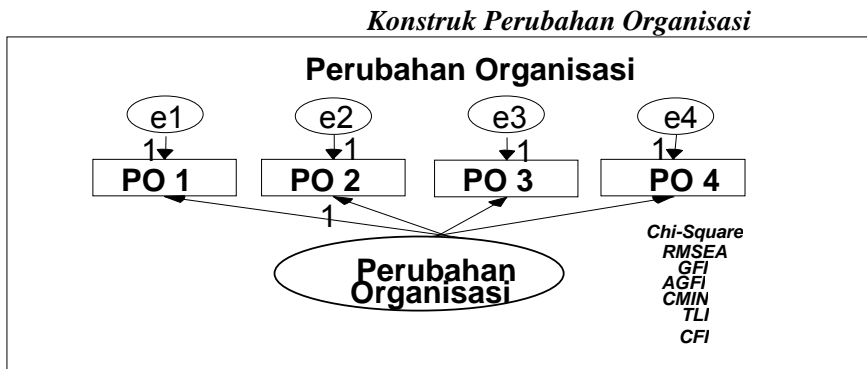 Konstruk Perubahan Organisasi
Perubahan Organisasi
e1 e2 e3 e4
1 1 1 1
PO 1 PO 2 PO 3 PO 4
1
Perubahan
Organisasi
Chi-Square
RMSEA
GFI
AGFI
CMIN
TLI
CFI